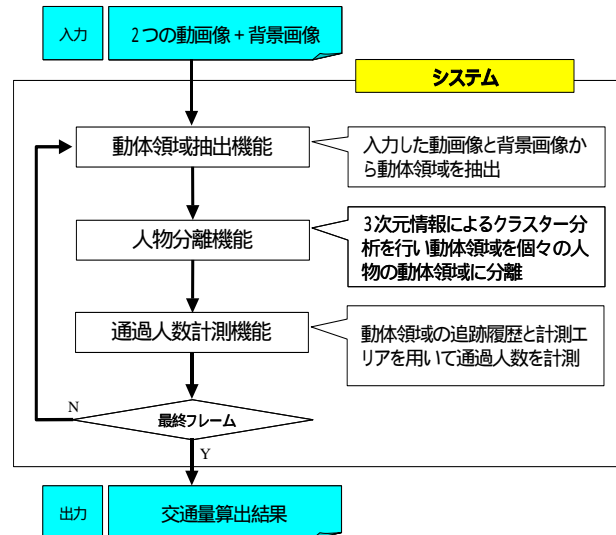 入力
2つの動画像+背景画像
システム
動体領域抽出機能
入力した動画像と背景画像か
ら動体領域を抽出
人物分離機能
3次元情報によるクラスター分
析を行い動体領域を個々の人
物の動体領域に分離
通過人数計測機能
動体領域の追跡履歴と計測エ
リアを用いて通過人数を計測
N
最終フレーム
Y
出力
交通量算出結果